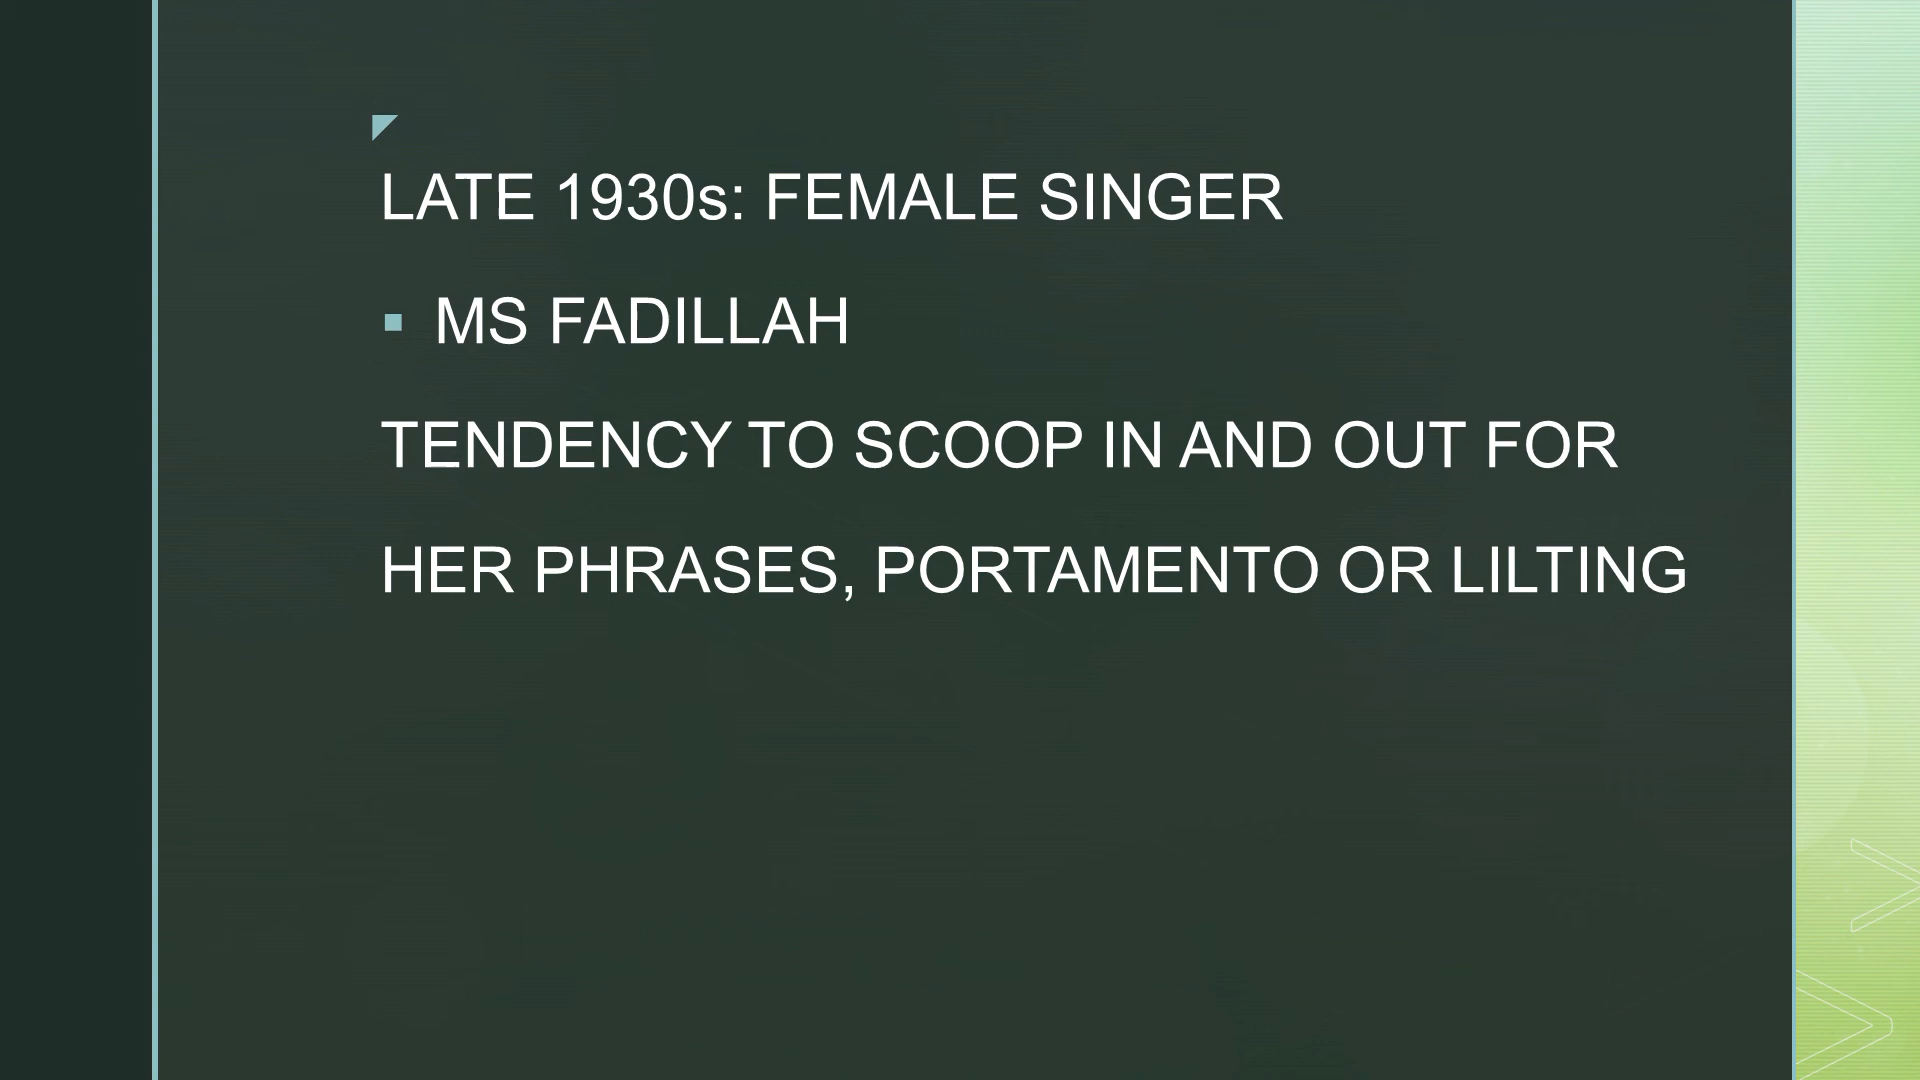 LATE 1930s: FEMALE SINGER
▪ MS FADILLAH
TENDENCY TO SCOOP IN AND OUT FOR
HER PHRASES, PORTAMENTO OR LILTING